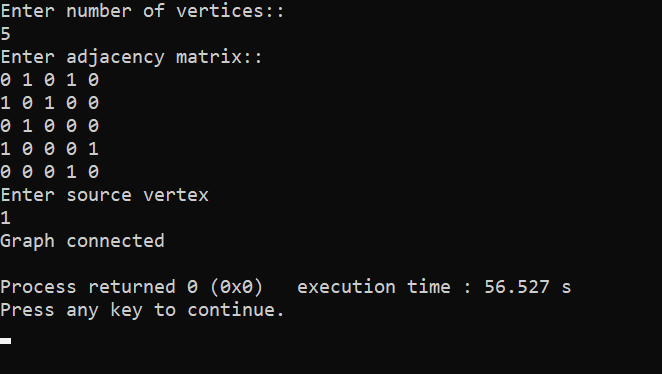 Enter number of vertices::
5
Enter adjacency matrix::
0 1 0 1 0
1 0 1 0 0
0 1 0 0 0
1 0 0 0 1
0 0 0 1 0
Enter source vertex
1
Graph connected
Process returned 0 (0x0)   execution time : 56.527 s
Press any key to continue.